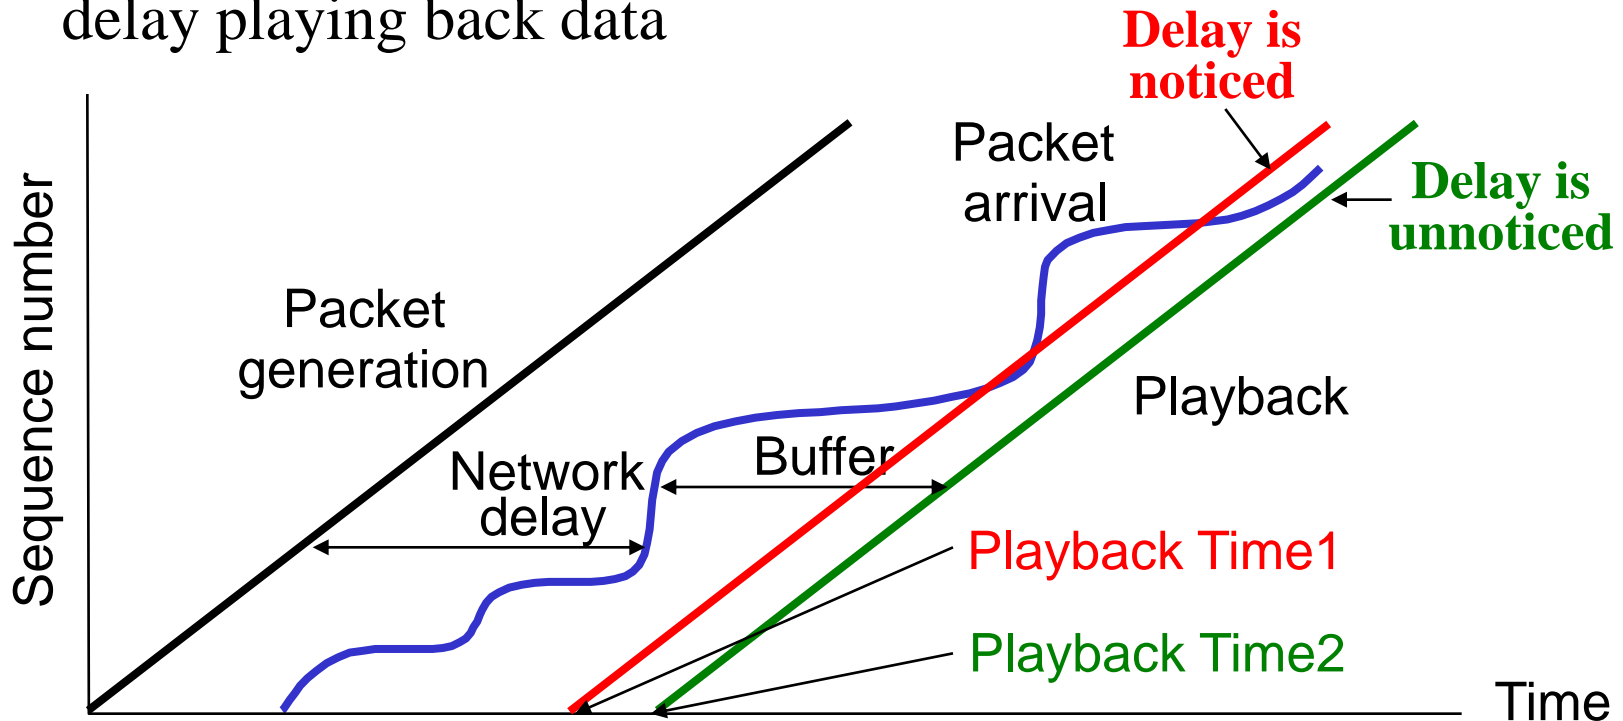 delay playing back data
Delay is
noticed
Packet
arrival
Delay is
unnoticed
Sequence number
Packet
generation
Playback
Network
delay
Buffer
Playback Time1
Playback Time2
Time